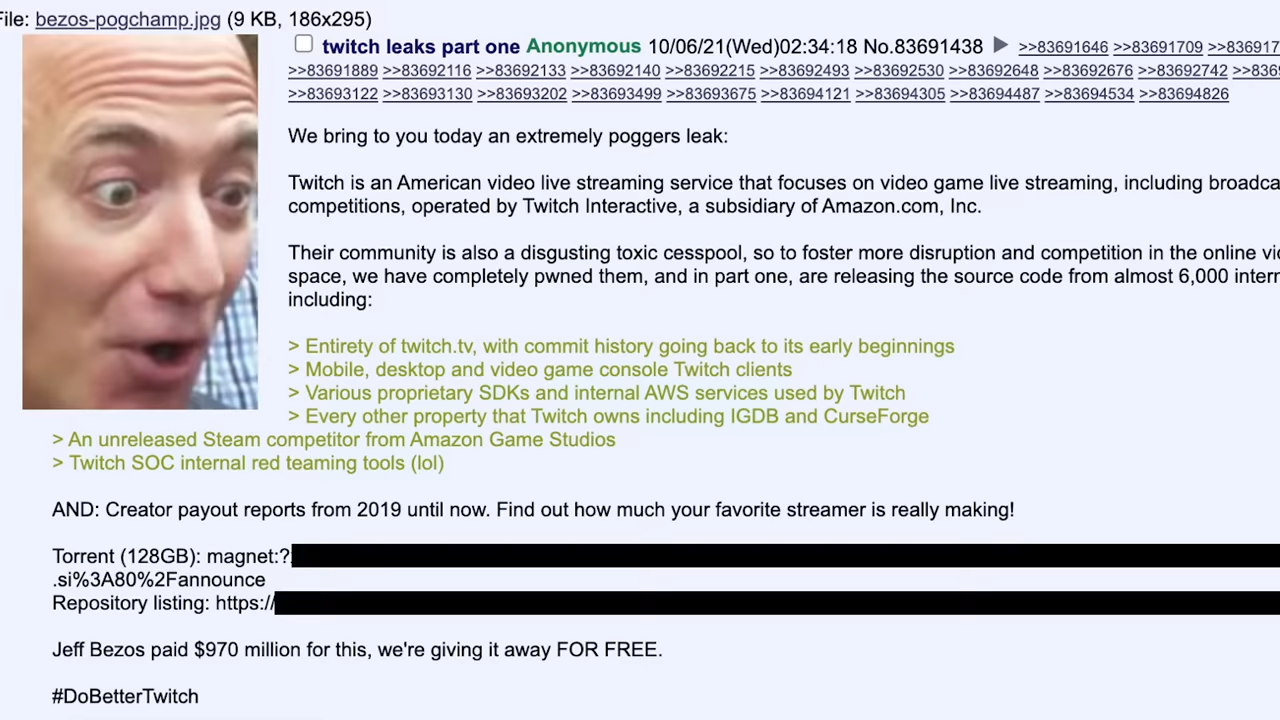 File: bezos-pogchamp.jpg (9 KB, 186x295)
twitch leaks part one Anonymous 10/06/21(Wed)02:34:18 No.83691438 ▶ >>83691646 >>83691709
>>83691889 >>83692116 >>83692133 >>83692140 >>83692215 >>83692493 >>83692530 >>83692648 >>83692676 >>83692742
>>83693122 >>83693130 >>83693202 >>83693499 >>83693675 >>83694121 >>83694305 >>83694487 >>83694534 >>83694826
We bring to you today an extremely poggers leak:
Twitch is an American video live streaming service that focuses on video game live streaming, including
competitions, operated by Twitch Interactive, a subsidiary of Amazon.com, Inc.
Their community is also a disgusting toxic cesspool, so to foster more disruption and competition in the online
space, we have completely pwned them, and in part one, are releasing the source code from almost 6,000
including:
> Entirety of twitch.tv, with commit history going back to its early beginnings
> Mobile, desktop and video game console Twitch clients
> Various proprietary SDKs and internal AWS services used by Twitch
> Every other property that Twitch owns including IGDB and CurseForge
> An unreleased Steam competitor from Amazon Game Studios
> Twitch SOC internal red teaming tools (lol)
AND: Creator payout reports from 2019 until now. Find out how much your favorite streamer is really making!
Torrent (128GB): magnet:?
.si%3A80%2Fannounce
Repository listing: https://
Jeff Bezos paid $970 million for this, we're giving it away FOR FREE.
#DoBetterTwitch